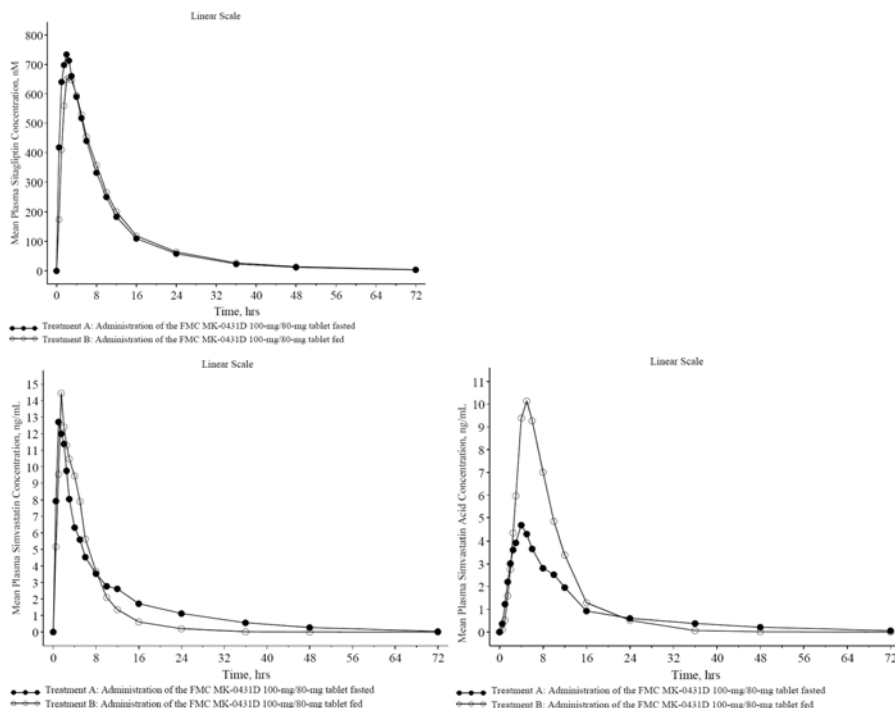 Linear Scale
Mean Plasma Sitagliptin Concentration, nM
800
700
600
500
400
300
200
100
0
0 8 16 24 32 40 48 56 64 72
Time, hrs
Treatment A: Administration of the FMC MK-0431D 100-mg/80-mg tablet fasted
Treatment B: Administration of the FMC MK-0431D 100-mg/80-mg tablet fed
Linear Scale
Mean Plasma Simvastatin Concentration, ng/mL
15
14
13
12
11
10
9
8
7
6
5
4
3
2
1
0
0 8 16 24 32 40 48 56 64 72
Time, hrs
Treatment A: Administration of the FMC MK-0431D 100-mg/80-mg tablet fasted
Treatment B: Administration of the FMC MK-0431D 100-mg/80-mg tablet fed
Linear Scale
Mean Plasma Simvastatin Acid Concentration, ng/mL
11
10
9
8
7
6
5
4
3
2
1
0
0 8 16 24 32 40 48 56 64 72
Time, hrs
Treatment A: Administration of the FMC MK-0431D 100-mg/80-mg tablet fasted
Treatment B: Administration of the FMC MK-0431D 100-mg/80-mg tablet fed